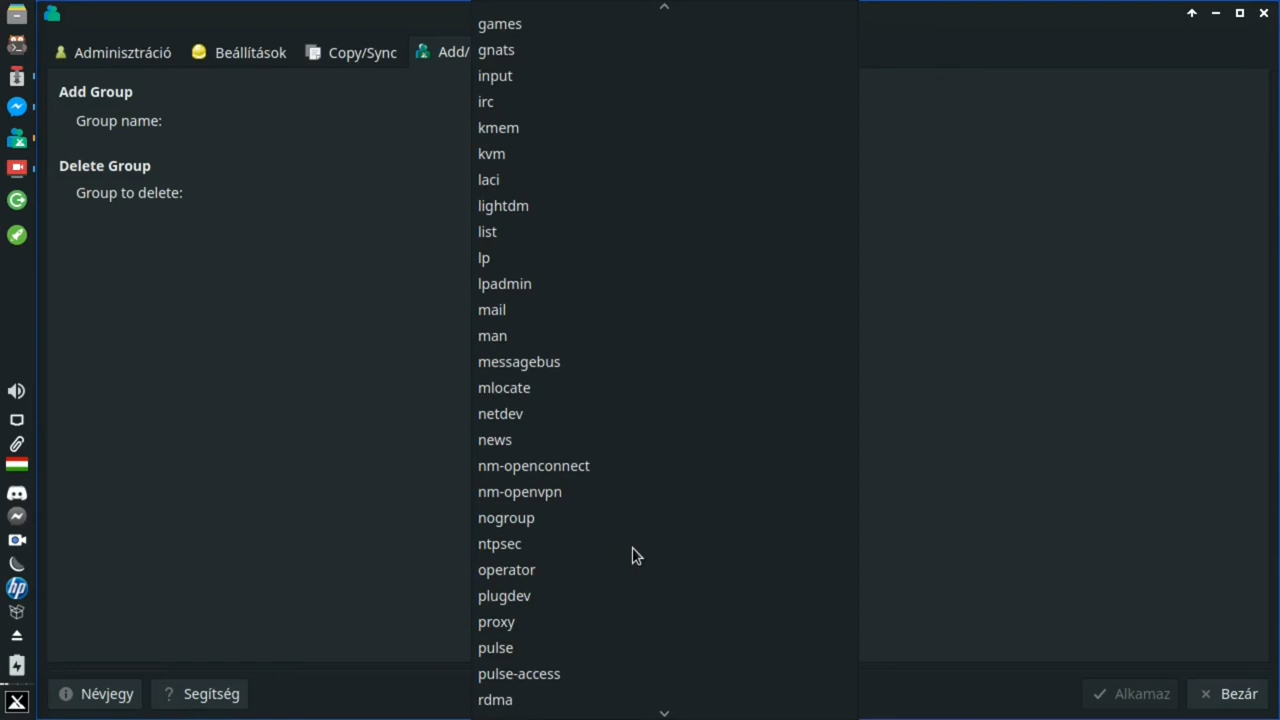 Adminisztráció
Beállítások
Copy/Sync
Add/
Add Group
Group name:
Delete Group
Group to delete:
games
gnats
input
irc
kmem
kvm
laci
lightdm
list
lp
lpadmin
mail
man
messagebus
mlocate
netdev
news
nm-openconnect
nm-openvpn
nogroup
ntpsec
operator
plugdev
proxy
pulse
pulse-access
rdma
hp
Névjegy
? Segítség
Alkamaz
Bezár